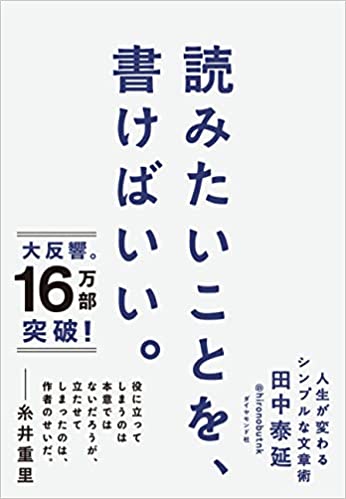 読みたいことを、
書けばいい。
人生が変わる
シンプルな文章術
田中泰延
@hironobutnk
ダイヤモンド社
大反響。
16万部
突破!
役に立って
しまうのは
本意では
ないだろうが、
立たせて
しまったのは、
作者のせいだ。
──糸井重里